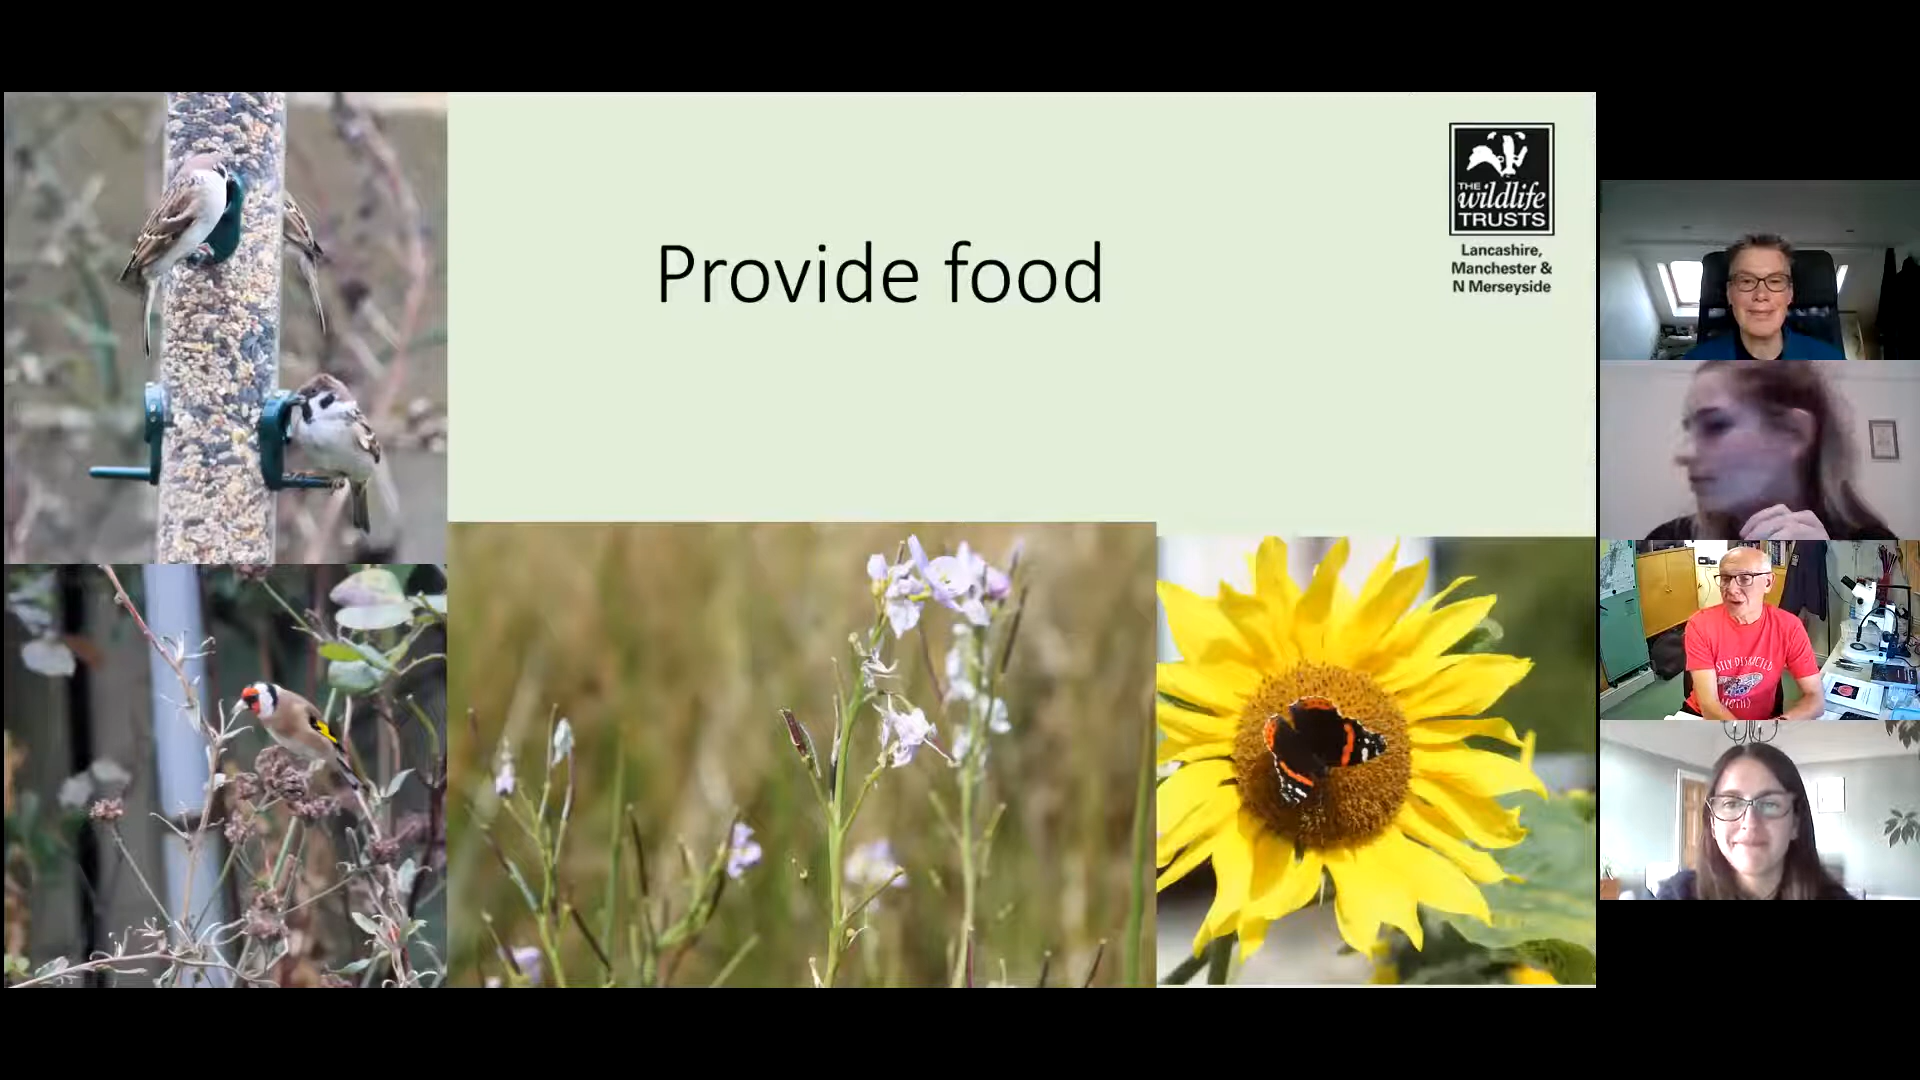 Provide food
THE
wildlife
TRUSTS
Lancashire,
Manchester &
N Merseyside